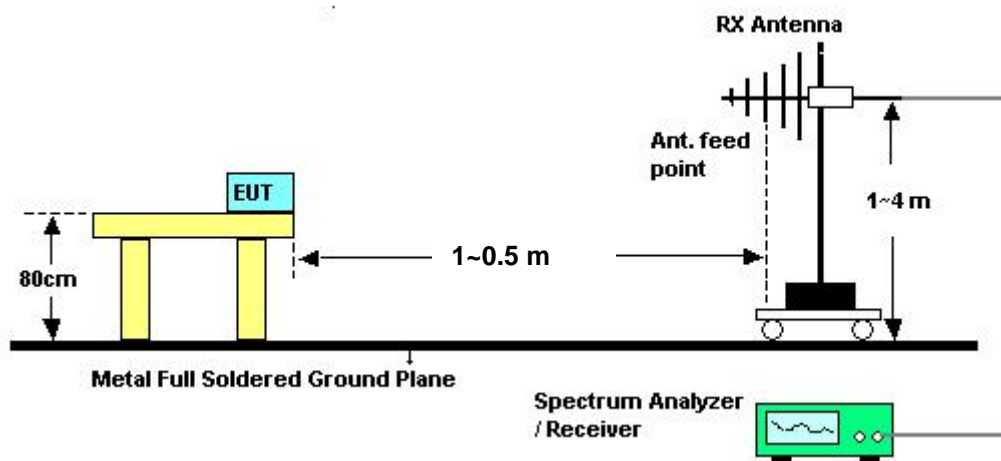 RX Antenna
Ant. feed
point
EUT
1~4 m
1~0.5 m
80cm
Metal Full Soldered Ground Plane
Spectrum Analyzer
/ Receiver